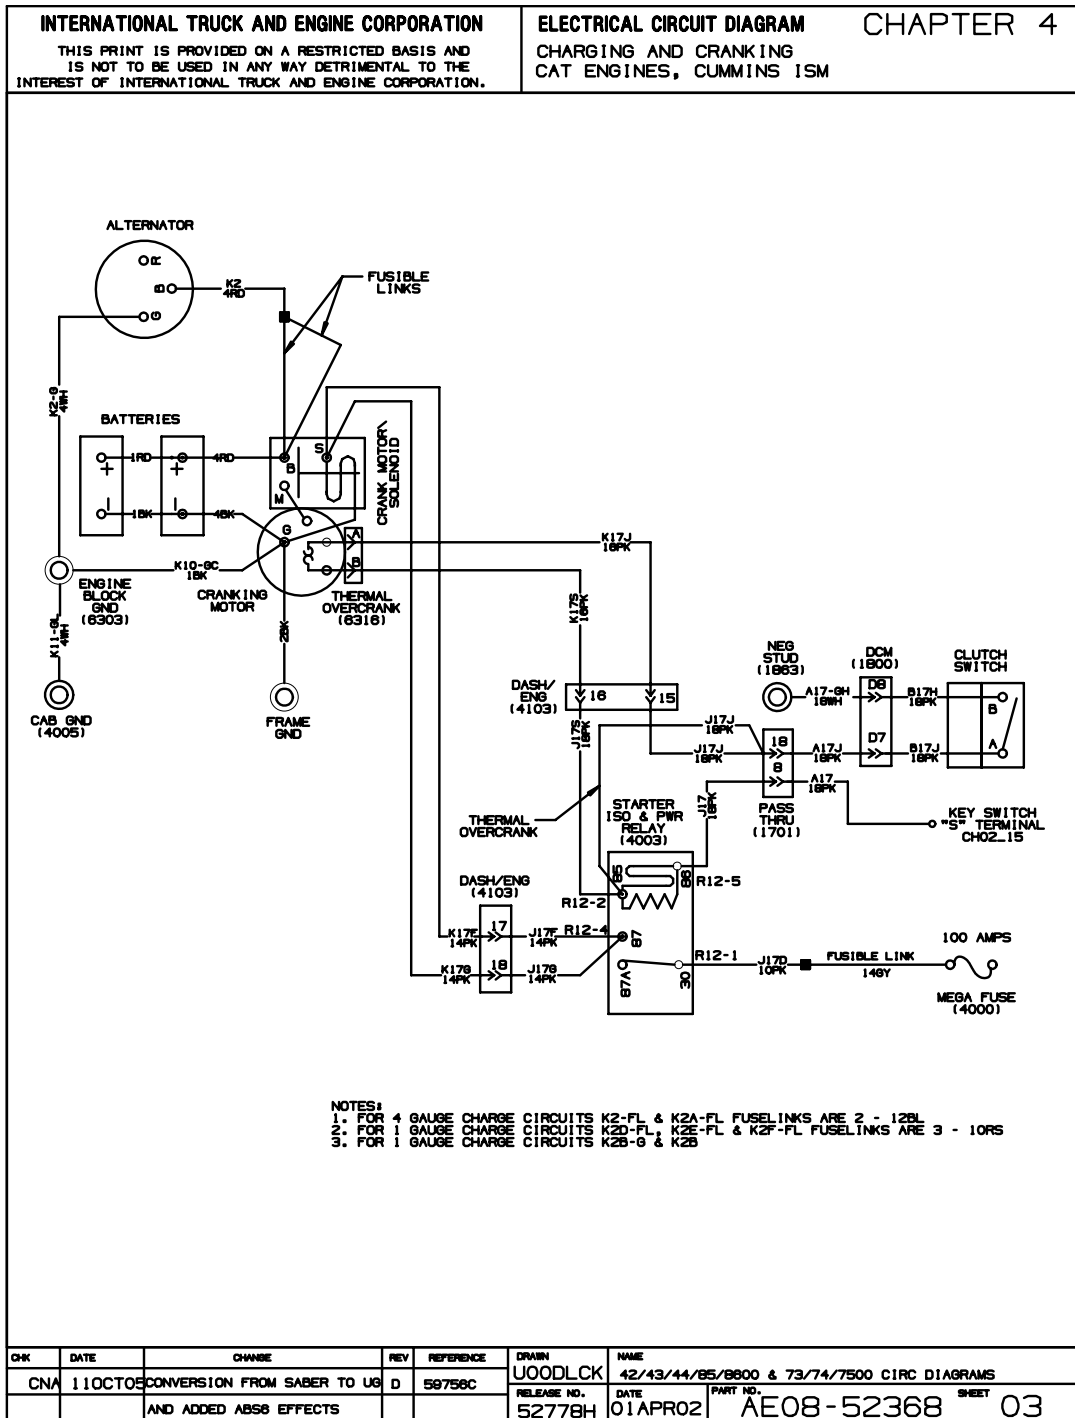 INTERNATIONAL TRUCK AND ENGINE CORPORATION
THIS PRINT IS PROVIDED ON A RESTRICTED BASIS AND
IS NOT TO BE USED IN ANY WAY DETRIMENTAL TO THE
INTEREST OF INTERNATIONAL TRUCK AND ENGINE CORPORATION.
ELECTRICAL CIRCUIT DIAGRAM
CHARGING AND CRANKING
CAT ENGINES, CUMMINS ISM
CHAPTER 4
ALTERNATOR
R
B
G
K2
4RD
FUSIBLE
LINKS
K2-G
4WH
BATTERIES
1RD
4RD
+
+
-
-
1BK
4BK
B
S
M
G
CRANK MOTOR\
SOLENOID
A
B
K17J
16PK
K10-GC
1BK
ENGINE
BLOCK
GND
(6303)
CRANKING
MOTOR
THERMAL
OVERCRANK
(6316)
K17S
16PK
K11-GL
4WH
2BK
CAB GND
(4005)
FRAME
GND
DASH/
ENG
(4103)
16
15
NEG
STUD
(1863)
DCM
(1800)
CLUTCH
SWITCH
A17-GH
18WH
D8
B17H
18PK
B
J17S
18PK
J17J
18PK
J17J
18PK
18
A17J
18PK
D7
B17J
18PK
A
8
A17
18PK
J17
18PK
PASS
THRU
(1701)
KEY SWITCH
"S" TERMINAL
CH02_15
THERMAL
OVERCRANK
STARTER
ISO & PWR
RELAY
(4003)
85
86
R12-5
R12-2
DASH/ENG
(4103)
K17F
14PK
17
J17F
14PK
R12-4
87
K17G
14PK
18
J17G
14PK
87A
30
R12-1
J17D
10PK
FUSIBLE LINK
14GY
100 AMPS
MEGA FUSE
(4000)
NOTES:
1. FOR 4 GAUGE CHARGE CIRCUITS K2-FL & K2A-FL FUSELINKS ARE 2 - 12BL
2. FOR 1 GAUGE CHARGE CIRCUITS K2D-FL, K2E-FL & K2F-FL FUSELINKS ARE 3 - 10RS
3. FOR 1 GAUGE CHARGE CIRCUITS K2B-G & K2B
CHK DATE CHANGE REV REFERENCE
CNA 11OCT05 CONVERSION FROM SABER TO UG D 59756C
AND ADDED ABS6 EFFECTS
DRAWN
UOODLCK
NAME
42/43/44/85/8600 & 73/74/7500 CIRC DIAGRAMS
RELEASE NO.
52778H
DATE
01APR02
PART NO.
AE08-52368
SHEET
03